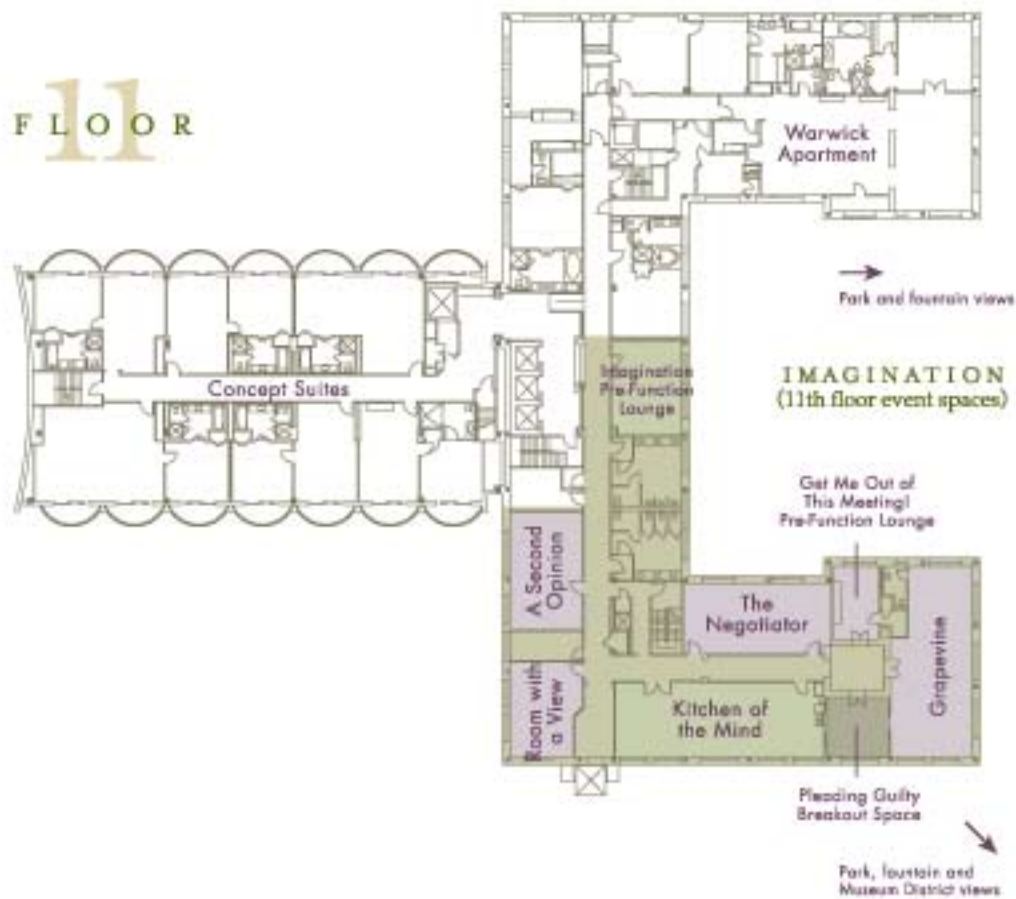 11
FLOOR
Warwick
Apartment
Park and fountain views
Concept Suites
Imagination
Pre-Function
Lounge
IMAGINATION
(11th floor event spaces)
Get Me Out of
This Meeting!
Pre-Function Lounge
A Second
Opinion
The
Negotiator
Room with
a View
Kitchen of
the Mind
Grapevine
Pleading Guilty
Breakout Space
Park, fountain and
Museum District views